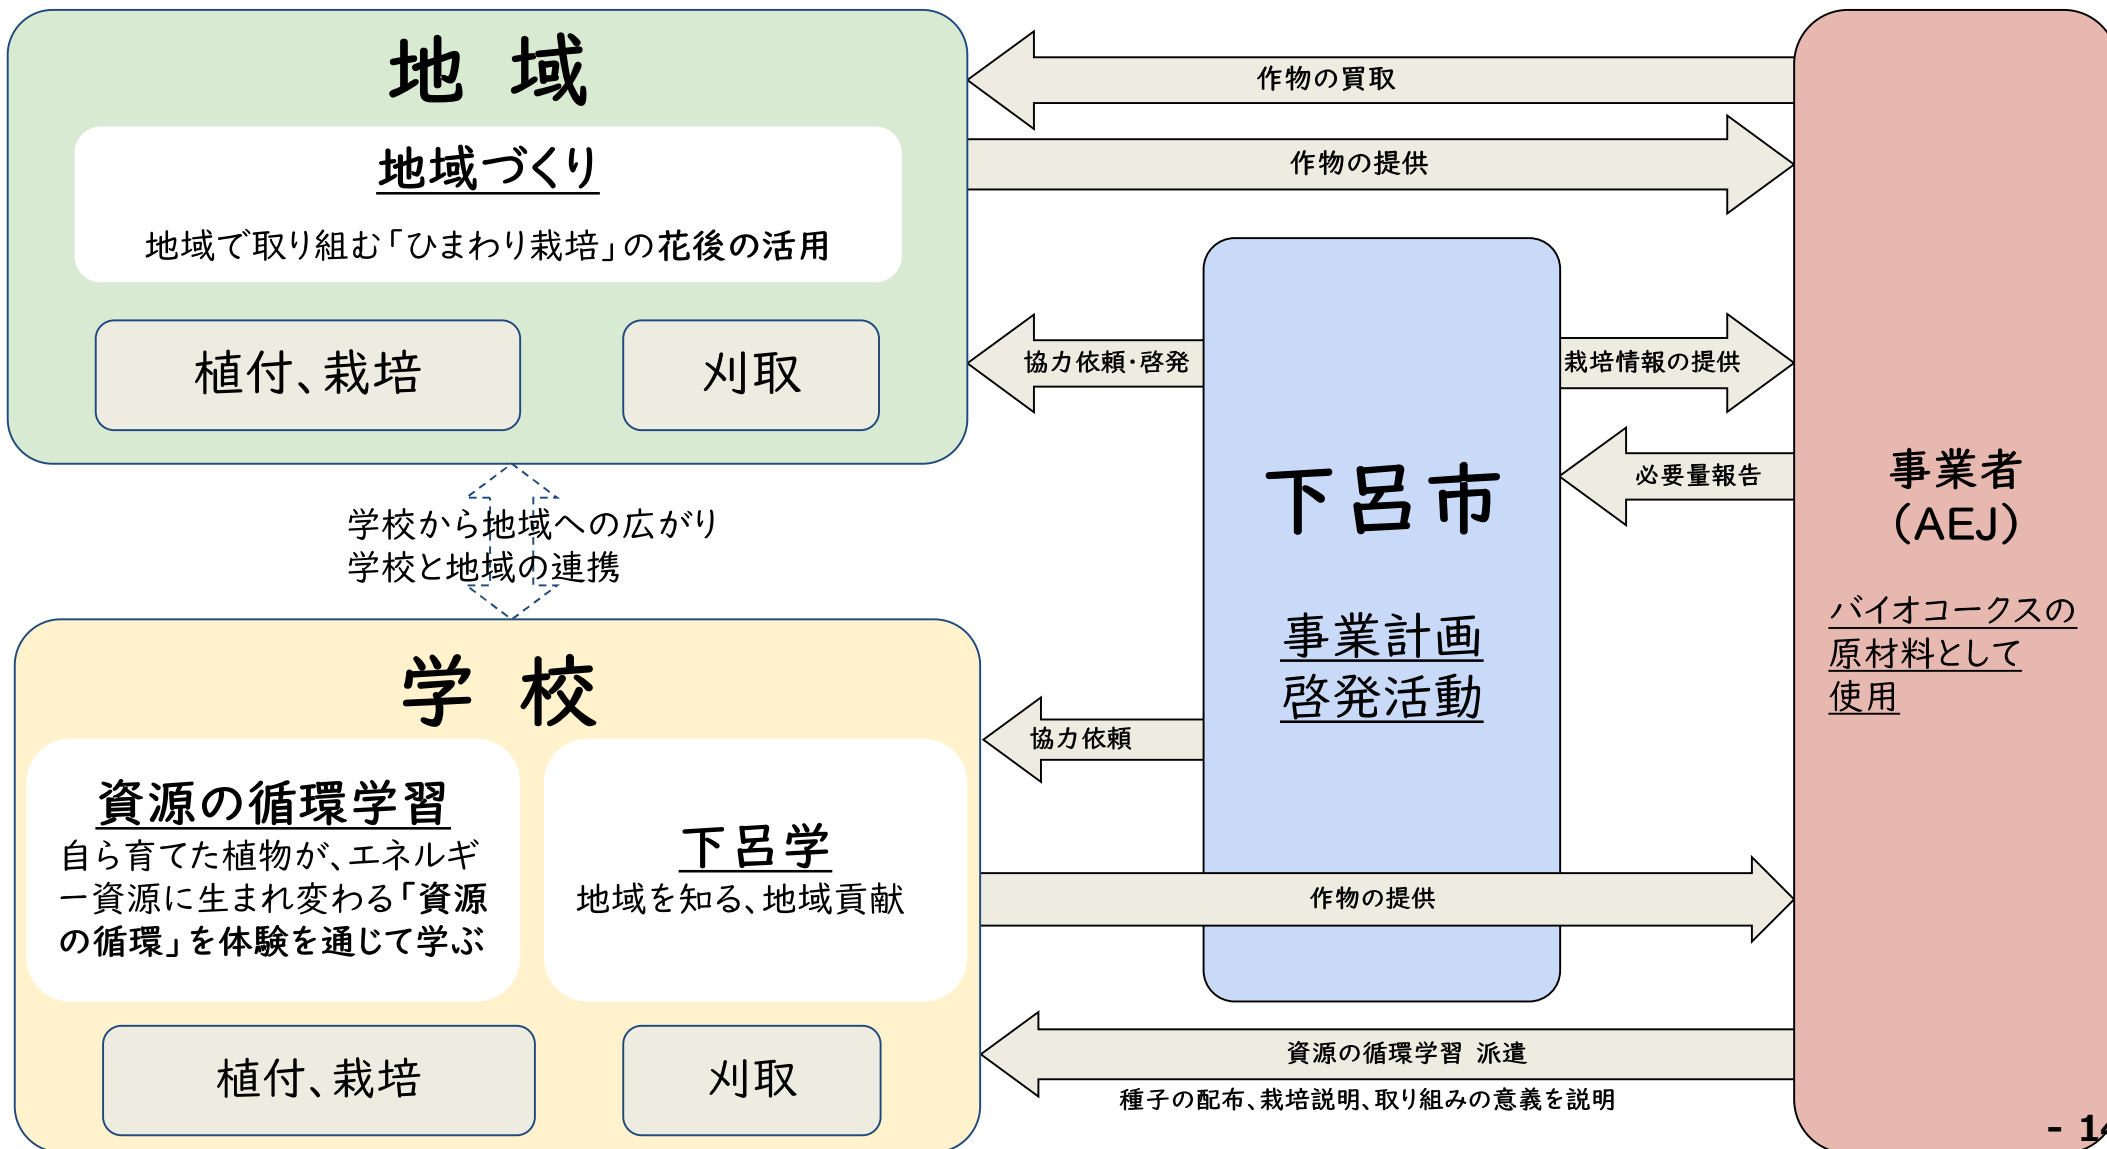 地 域
地域づくり
地域で取り組む「ひまわり栽培」の花後の活用
植付、栽培
刈取
学校から地域への広がり
学校と地域の連携
学 校
資源の循環学習
自ら育てた植物が、エネルギ
ー資源に生まれ変わる「資源
の循環」を体験を通じて学ぶ
下呂学
地域を知る、地域貢献
植付、栽培
刈取
作物の買取
作物の提供
協力依頼・啓発
栽培情報の提供
必要量報告
下呂市
事業計画
啓発活動
協力依頼
作物の提供
資源の循環学習 派遣
種子の配布、栽培説明、取り組みの意義を説明
事業者
(AEJ)
バイオコークスの
原材料として
使用
- 14